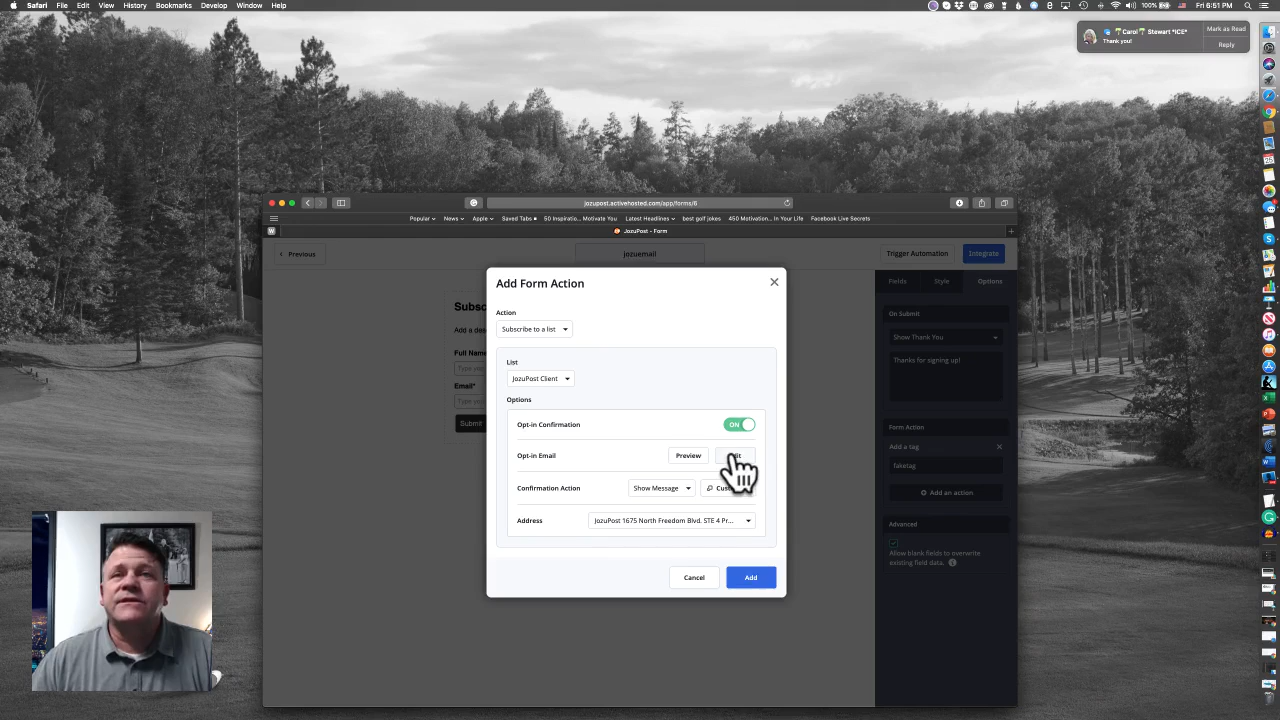 Safari File Edit View History Bookmarks Develop Window Help
100% Fri 6:51 PM
Carol Stewart *ICE*
Thank you!
Mark as Read
Reply
jozupost.activehosted.com/app/forms/6
Popular News Apple Saved Tabs 50 Inspiratio... Motivate You Latest Headlines best golf jokes 450 Motivation... In Your Life Facebook Live Secrets
JozuPost - Form
Previous
jozuemail
Trigger Automation
Integrate
Fields Style Options
Add Form Action
On Submit
Show Thank You
Thanks for signing up!
Form Action
Add a tag
faketag
Add an action
Advanced
Allow blank fields to overwrite
existing field data.
Full Name
Email*
Submit
Action
Subscribe to a list
List
JozuPost Client
Options
Opt-in Confirmation ON
Opt-in Email Preview
Confirmation Action Show Message
Address JozuPost 1675 North Freedom Blvd. STE 4 Pr...
Cancel Add